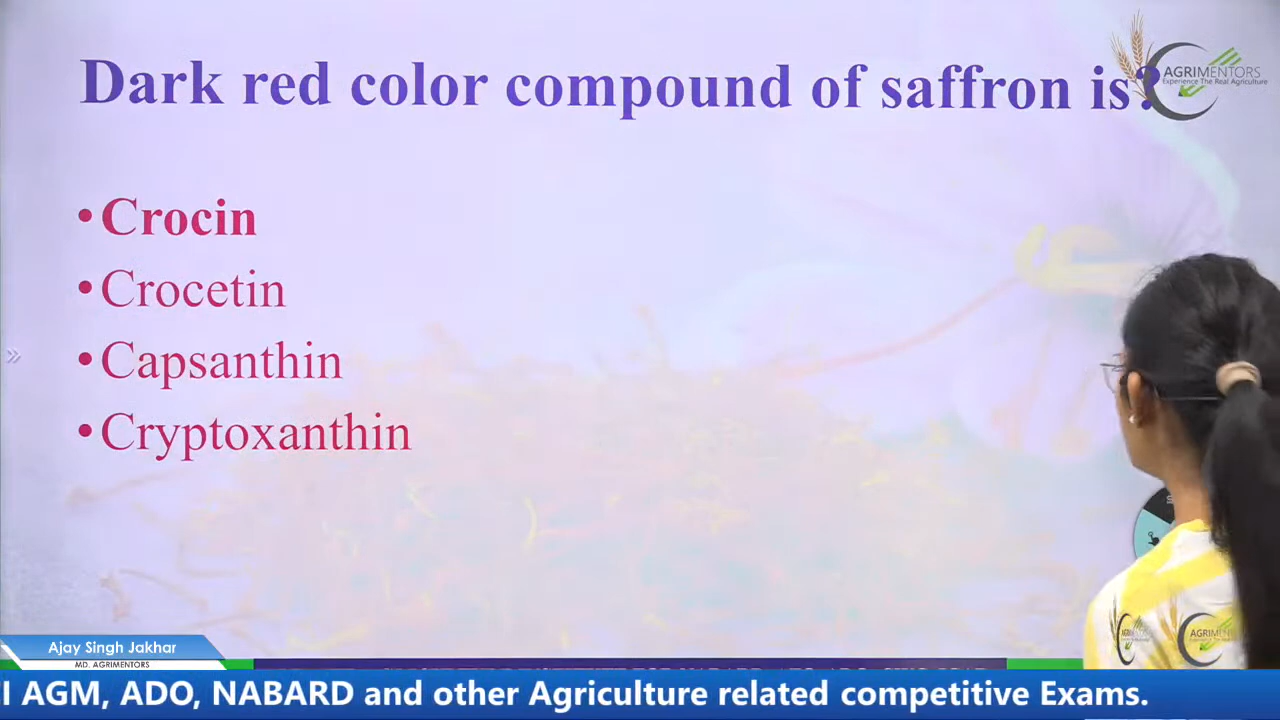 Dark red color compound of saffron is?
AGRIMENTORS
Experience The Real Agriculture
•Crocin
•Crocetin
•Capsanthin
•Cryptoxanthin
Ajay Singh Jakhar
MD. AGRIMENTORS
I AGM, ADO, NABARD and other Agriculture related competitive Exams.